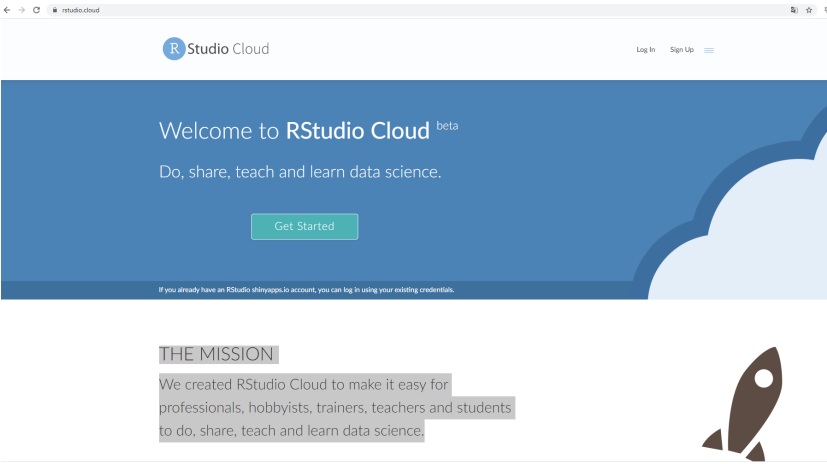 rstudio.cloud
R Studio Cloud
Log In Sign Up
Welcome to RStudio Cloud beta
Do, share, teach and learn data science.
Get Started
If you already have an RStudio shinyapps.io account, you can log in using your existing credentials.
THE MISSION
We created RStudio Cloud to make it easy for
professionals, hobbyists, trainers, teachers and students
to do, share, teach and learn data science.